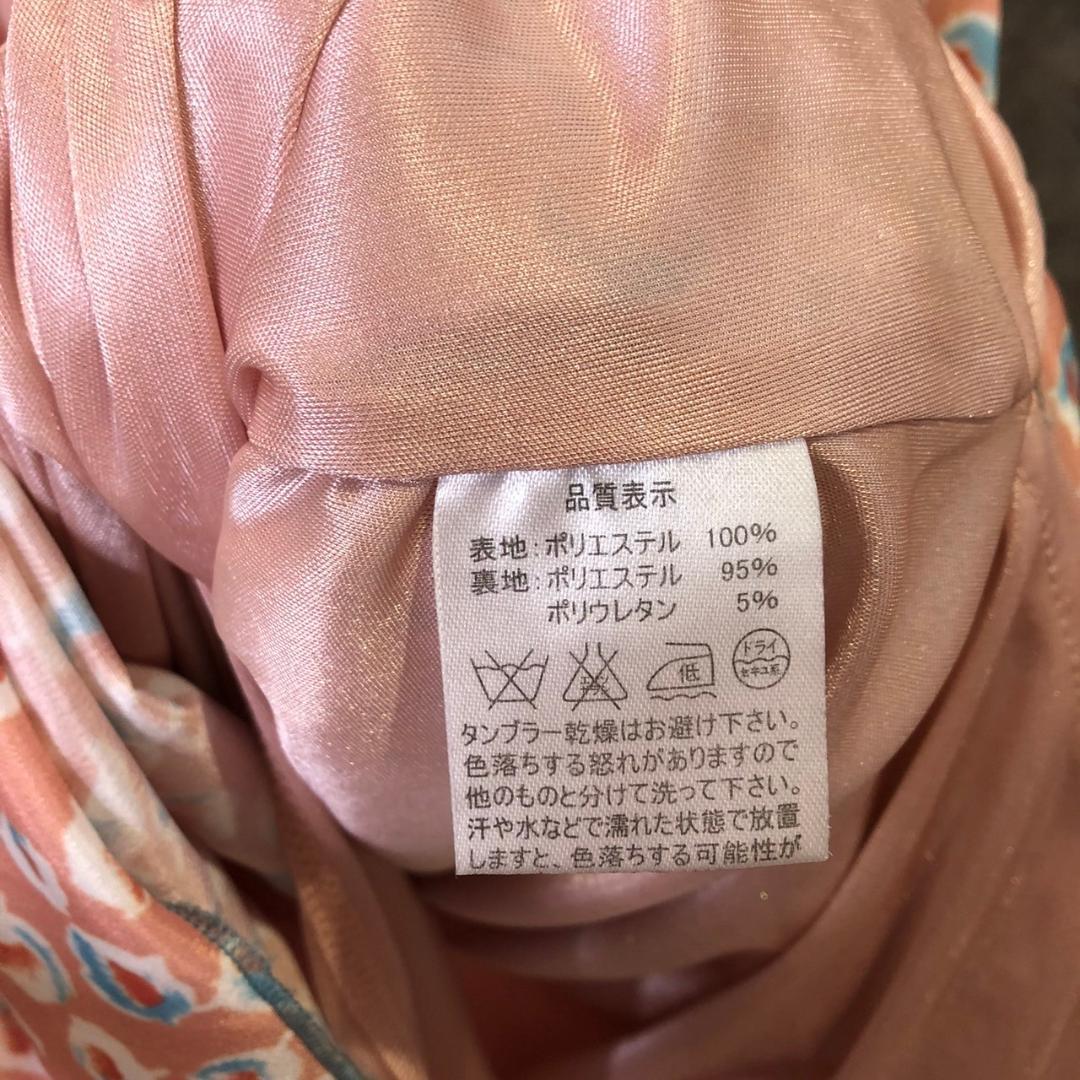 品質表示
表地:ポリエステル 100%
裏地:ポリエステル 95%
ポリウレタン 5%
低 ドライ セキユ系
タンブラー乾燥はお避け下さい。
色落ちする怒れがありますので
他のものと分けて洗って下さい。
汗や水などで濡れた状態で放置
しますと、色落ちする可能性が